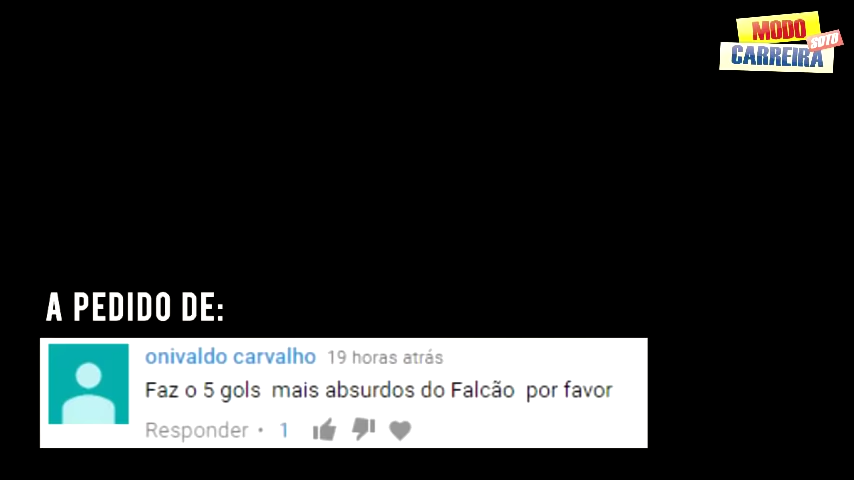 MODO
SOTO
CARREIRA
A PEDIDO DE:
onivaldo carvalho 19 horas atrás
Faz o 5 gols mais absurdos do Falcão por favor
Responder • 1